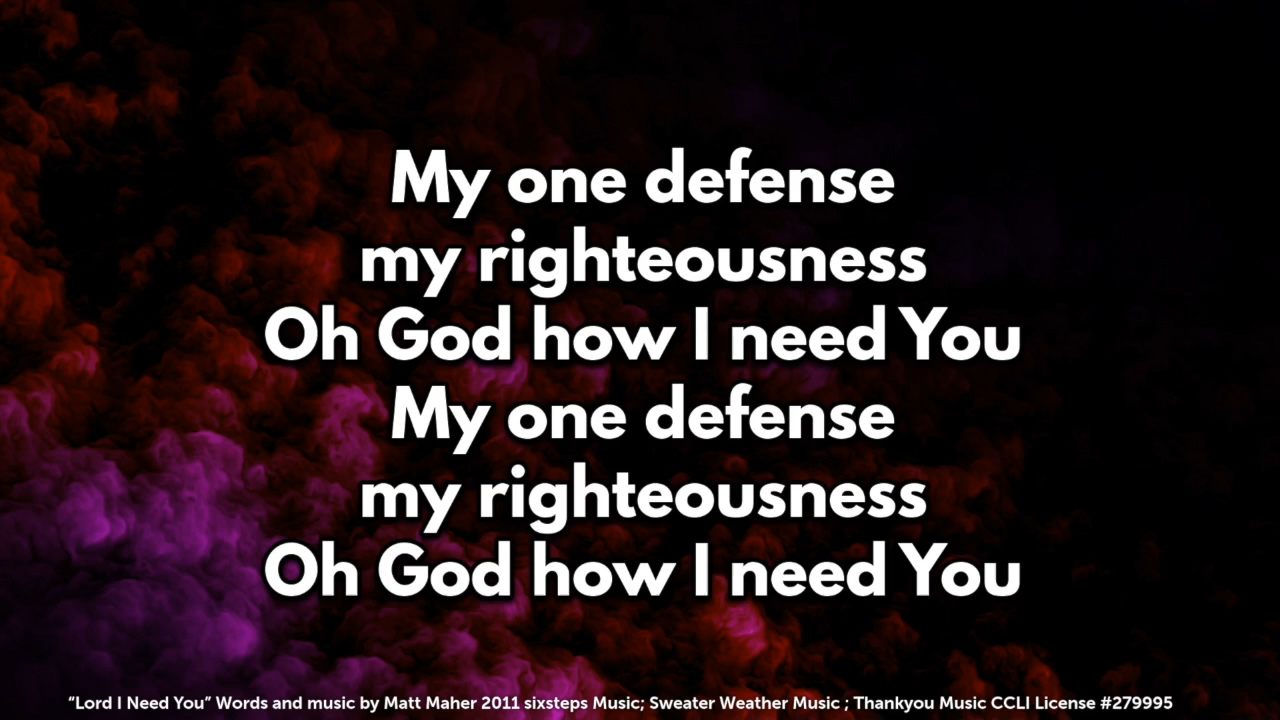 My one defense
my righteousness
Oh God how I need You
My one defense
my righteousness
Oh God how I need You
“Lord I Need You” Words and music by Matt Maher 2011 sixsteps Music; Sweater Weather Music ; Thankyou Music CCLI License #279995